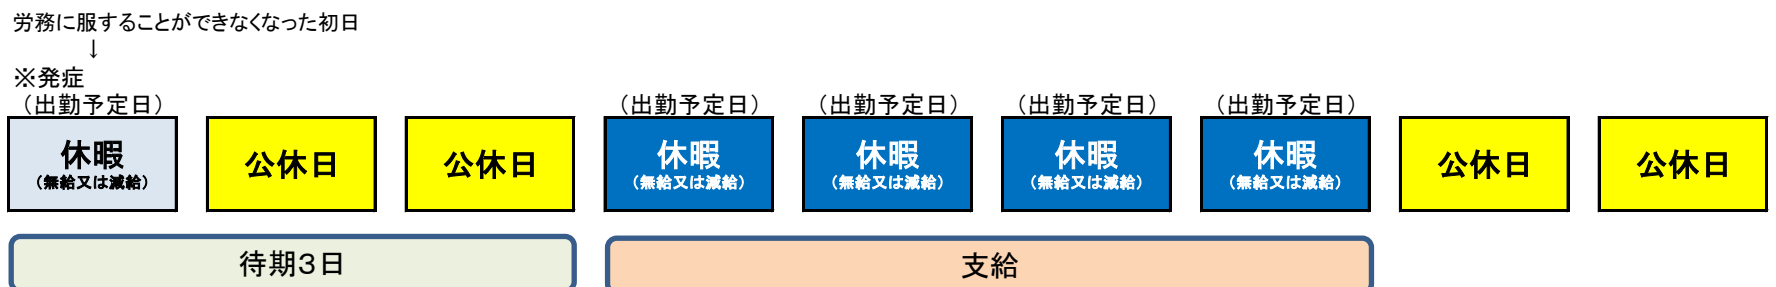 労務に服することができなくなった初日
↓
※発症
（出勤予定日） （出勤予定日） （出勤予定日） （出勤予定日） （出勤予定日）
休暇 公休日 公休日 休暇 休暇 休暇 休暇 公休日 公休日
（無給又は減給） （無給又は減給） （無給又は減給） （無給又は減給） （無給又は減給）
待期３日 支給